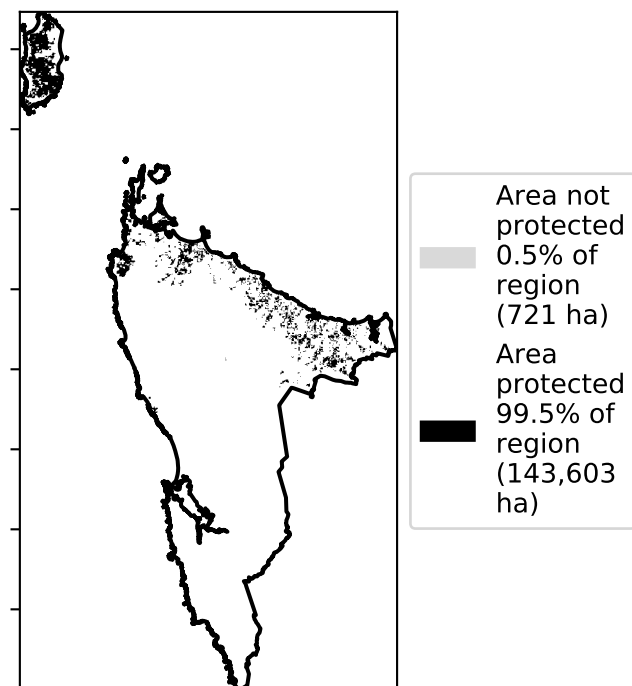 Area not
protected
0.5% of
region
(721 ha)
Area
protected
99.5% of
region
(143,603
ha)